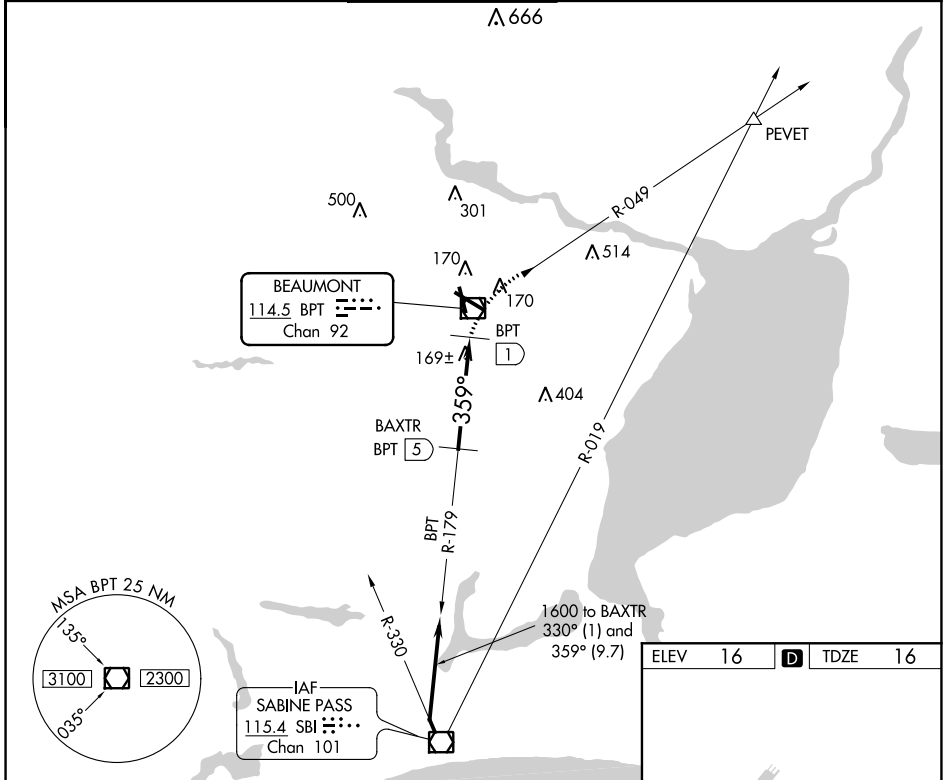 666
PEVET
R-049
500
301
514
170
170
BEAUMONT
114.5 BPT
Chan 92
BPT
1
169±
359°
404
BAXTR
BPT 5
R-019
BPT
R-179
MSA BPT 25 NM
135°
3100
2300
035°
R-330
1600 to BAXTR
330° (1) and
359° (9.7)
IAF
SABINE PASS
115.4 SBI
Chan 101
ELEV 16 D TDZE 16